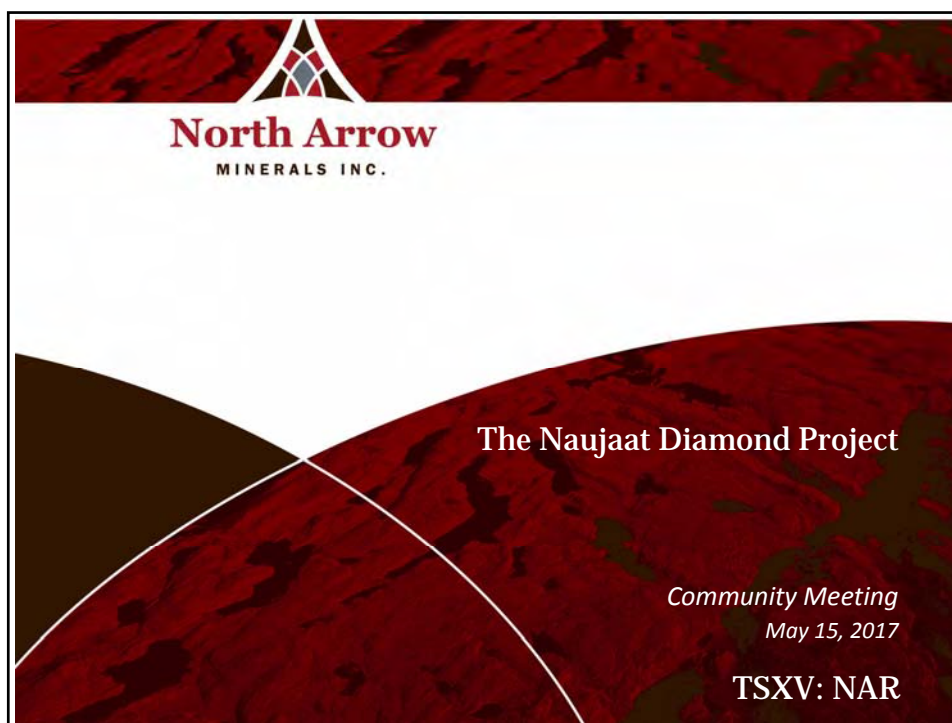 North Arrow
MINERALS INC.
The Naujaat Diamond Project
Community Meeting
May 15, 2017
TSXV: NAR